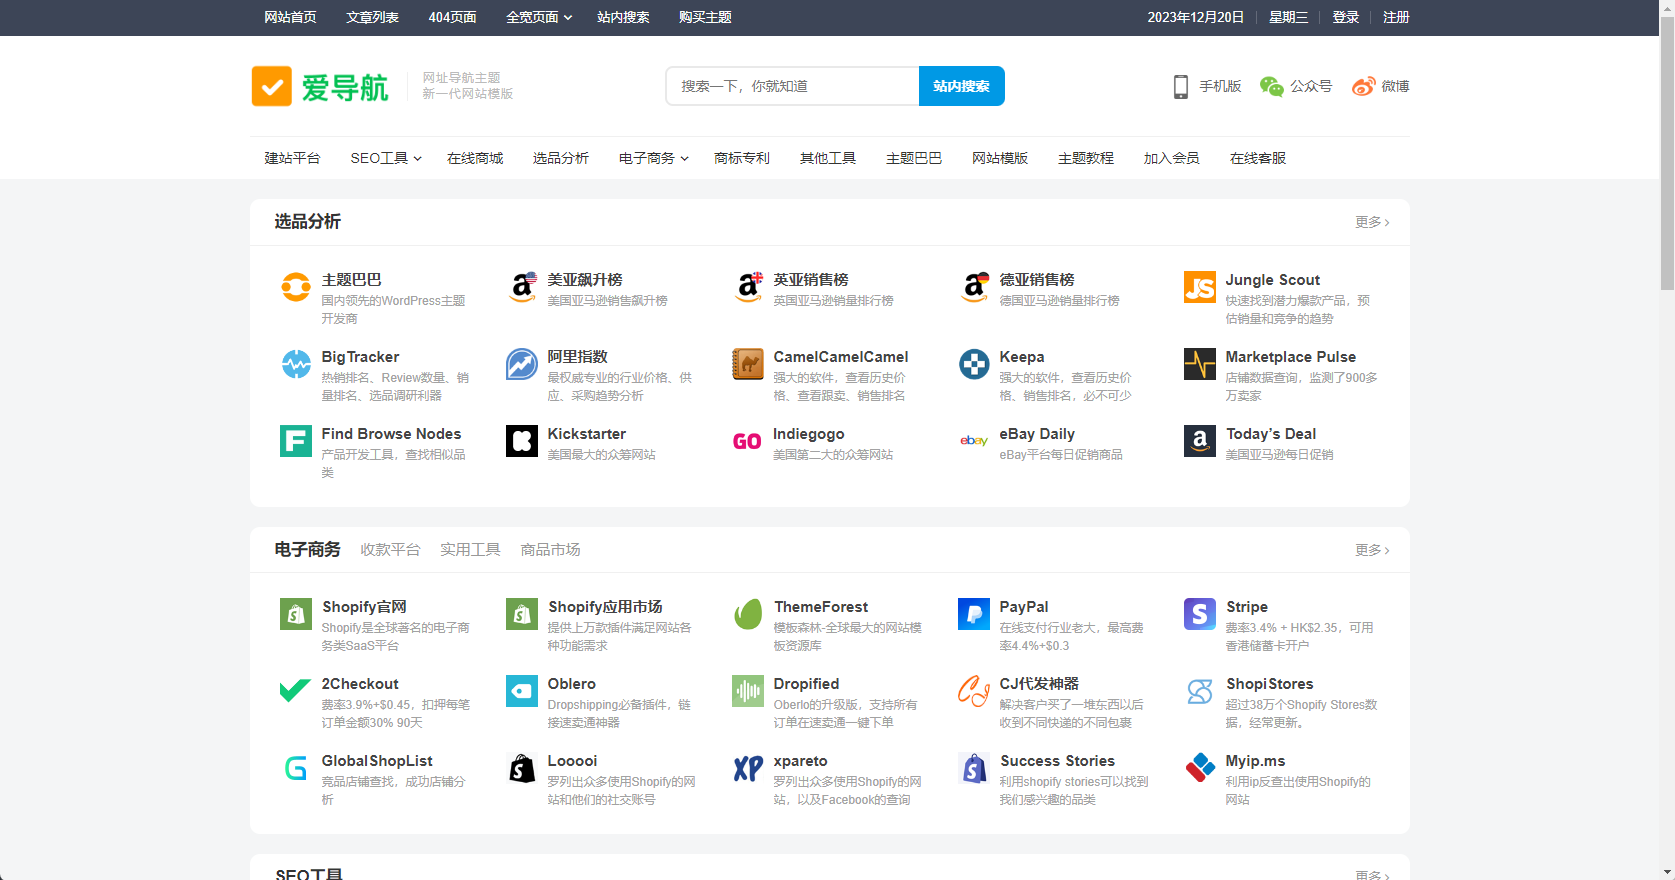 网站首页 文章列表 404页面 全宽页面 站内搜索 购买主题 2023年12月20日 星期三 登录 注册
爱导航 网址导航主题
新一代网站模版
搜索一下，你就知道 站内搜索
手机版 公众号 微博
建站平台 SEO工具 在线商城 选品分析 电子商务 商标专利 其他工具 主题巴巴 网站模版 主题教程 加入会员 在线客服
选品分析 更多
主题巴巴
国内领先的WordPress主题
开发商
美亚飙升榜
美国亚马逊销售飙升榜
英亚销售榜
英国亚马逊销量排行榜
德亚销售榜
德国亚马逊销量排行榜
JS
Jungle Scout
快速找到潜力爆款产品，预
估销量和竞争的趋势
BigTracker
热销排名、Review数量、销
量排名、选品调研利器
阿里指数
最权威专业的行业价格、供
应、采购趋势分析
CamelCamelCamel
强大的软件，查看历史价
格、查看跟卖、销售排名
Keepa
强大的软件，查看历史价
格、销售排名，必不可少
Marketplace Pulse
店铺数据查询，监测了900多
万卖家
F
Find Browse Nodes
产品开发工具，查找相似品
类
K
Kickstarter
美国最大的众筹网站
GO
Indiegogo
美国第二大的众筹网站
ebay
eBay Daily
eBay平台每日促销商品
a
Today’s Deal
美国亚马逊每日促销
电子商务 收款平台 实用工具 商品市场 更多
Shopify官网
Shopify是全球著名的电子商
务类SaaS平台
Shopify应用市场
提供上万款插件满足网站各
种功能需求
ThemeForest
模板森林-全球最大的网站模
板资源库
PayPal
在线支付行业老大，最高费
率4.4%+$0.3
S
Stripe
费率3.4% + HK$2.35，可用
香港储蓄卡开户
2Checkout
费率3.9%+$0.45，扣押每笔
订单金额30% 90天
Oblero
Dropshipping必备插件，链
接速卖通神器
Dropified
Oberlo的升级版，支持所有
订单在速卖通一键下单
CJ代发神器
解决客户买了一堆东西以后
收到不同快递的不同包裹
ShopiStores
超过38万个Shopify Stores数
据，经常更新。
GlobalShopList
竞品店铺查找，成功店铺分
析
Looooi
罗列出众多使用Shopify的网
站和他们的社交账号
XP
xpareto
罗列出众多使用Shopify的网
站，以及Facebook的查询
Success Stories
利用shopify stories可以找到
我们感兴趣的品类
Myip.ms
利用ip反查出使用Shopify的
网站
SEO工具 更多